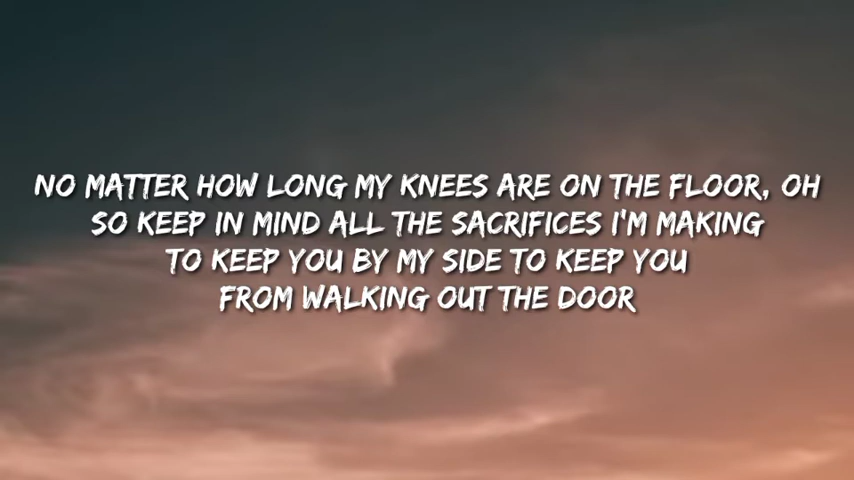 NO MATTER HOW LONG MY KNEES ARE ON THE FLOOR, OH
SO KEEP IN MIND ALL THE SACRIFICES I'M MAKING
TO KEEP YOU BY MY SIDE TO KEEP YOU
FROM WALKING OUT THE DOOR